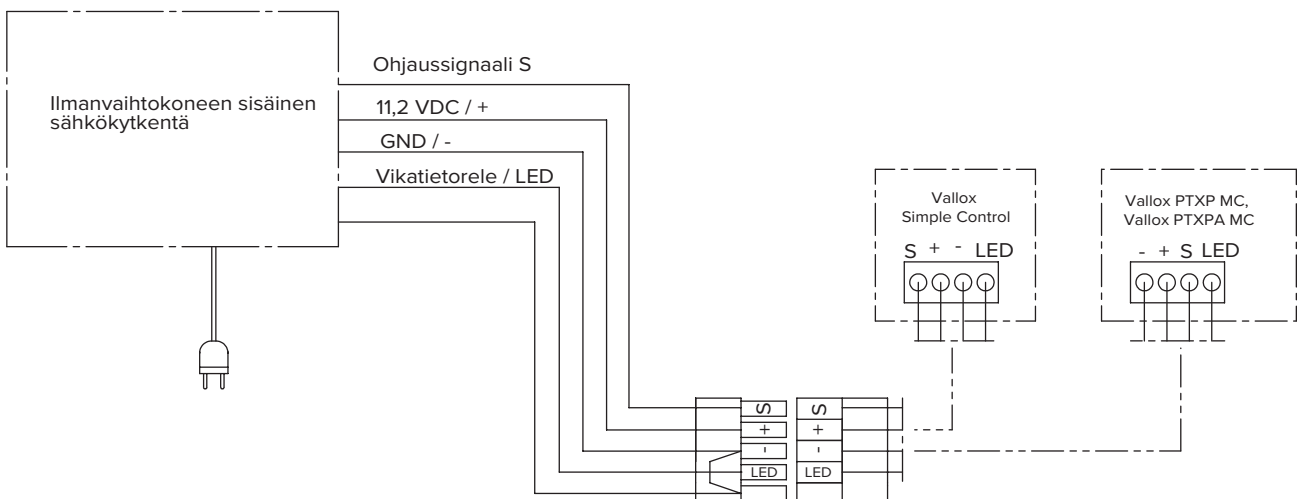 Ohjaussignaali S
Ilmanvaihtokoneen sisäinen
sähkökytkentä
11,2 VDC / +
GND / -
Vikatietorele / LED
Vallox
Simple Control
S + - LED
Vallox PTXP MC,
Vallox PTXPA MC
- + S LED
S S
+ +
- -
LED LED